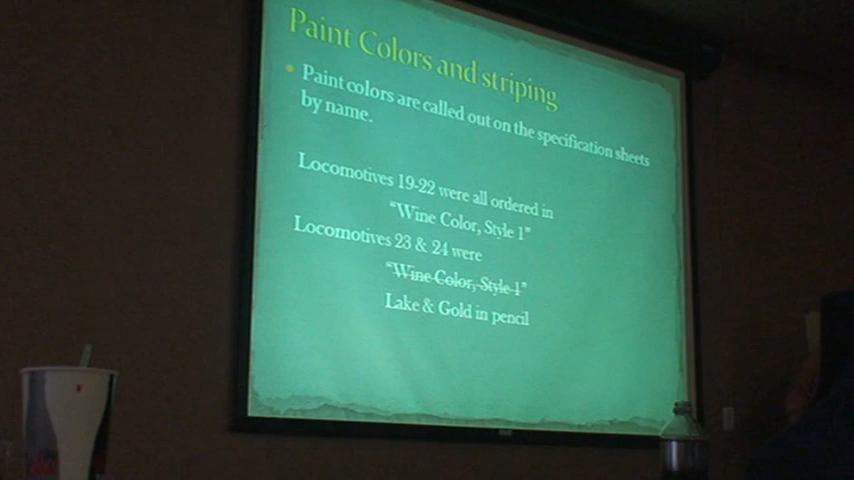 Paint Colors and striping
• Paint colors are called out on the specification sheets
by name.
Locomotives 19-22 were all ordered in
“Wine Color, Style 1”
Locomotives 23 & 24 were
“Wine Color, Style 1”
Lake & Gold in pencil